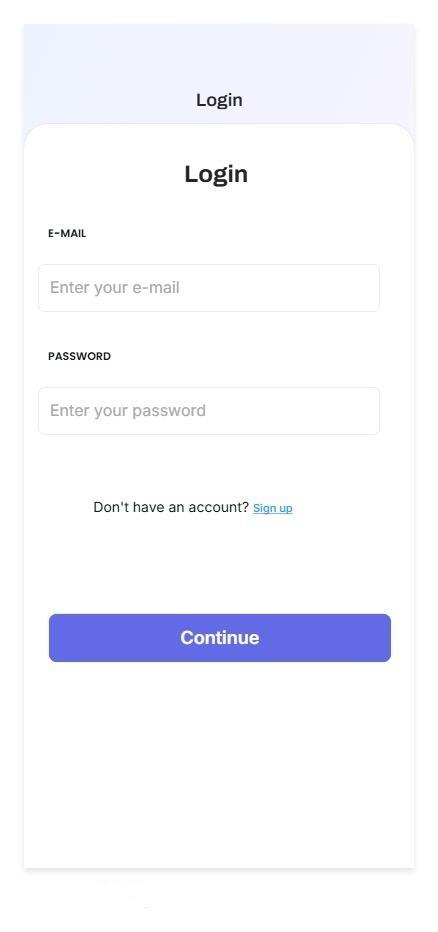 Login
Login
E-MAIL
Enter your e-mail
PASSWORD
Enter your password
Don't have an account? Sign up
Continue